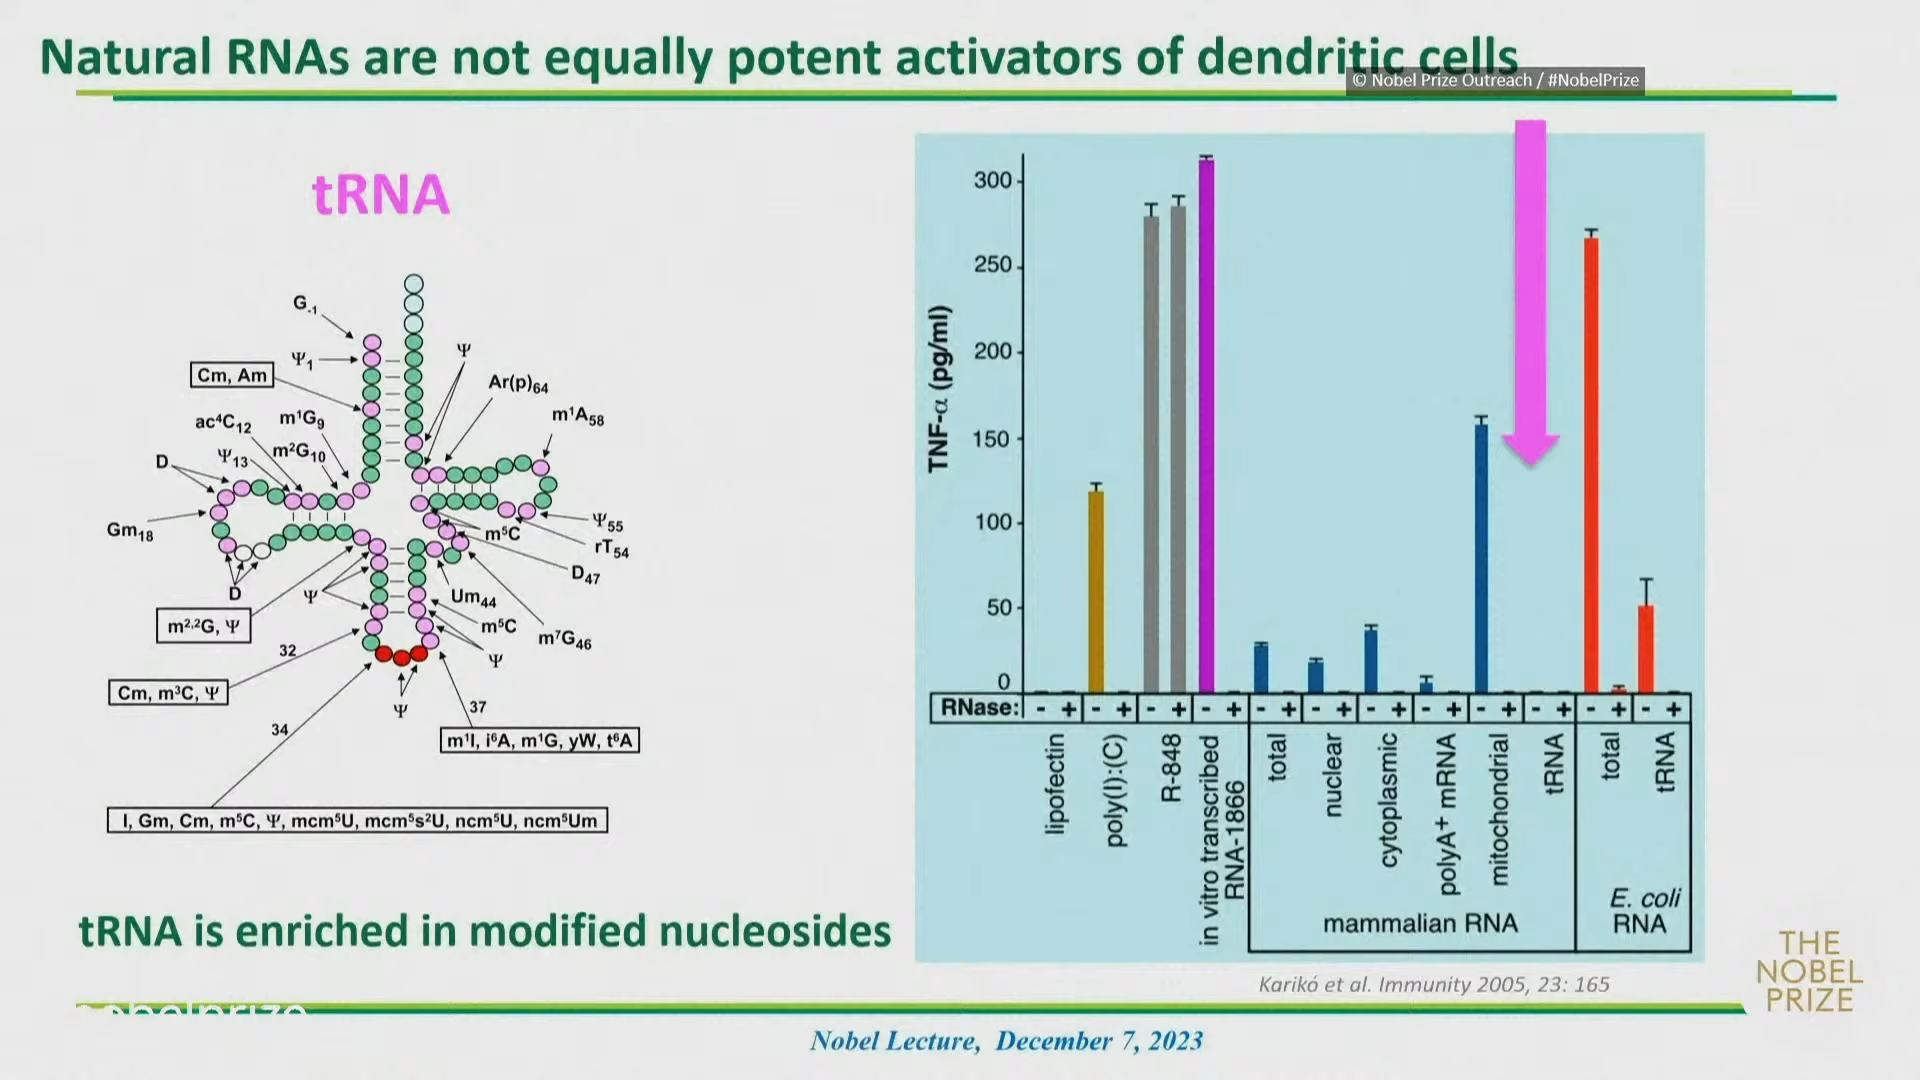 Natural RNAs are not equally potent activators of dendritic cells
© Nobel Prize Outreach / #NobelPrize
tRNA
G-1
Ψ1
Cm, Am
ac⁴C12
m¹G9
Ψ13
m²G10
D
Gm18
D
m²,²G, Ψ
Ψ
32
Cm, m³C, Ψ
34
Ψ
37
m¹I, i⁶A, m¹G, yW, t⁶A
I, Gm, Cm, m⁵C, Ψ, mcm⁵U, mcm⁵s²U, ncm⁵U, ncm⁵Um
Ψ
Ar(p)64
m¹A58
Ψ55
m⁵C
rT54
D47
Um44
m⁵C
m⁷G46
Ψ
tRNA is enriched in modified nucleosides
TNF-α (pg/ml)
300
250
200
150
100
50
0
RNase: - + - + - + - + - + - + - + - + - + - + - + - +
lipofectin
poly(I):(C)
R-848
in vitro transcribed
RNA-1866
total
nuclear
cytoplasmic
polyA+ mRNA
mitochondrial
tRNA
mammalian RNA
total
tRNA
E. coli
RNA
Karikó et al. Immunity 2005, 23: 165
THE
NOBEL
PRIZE
nobelprize
Nobel Lecture, December 7, 2023